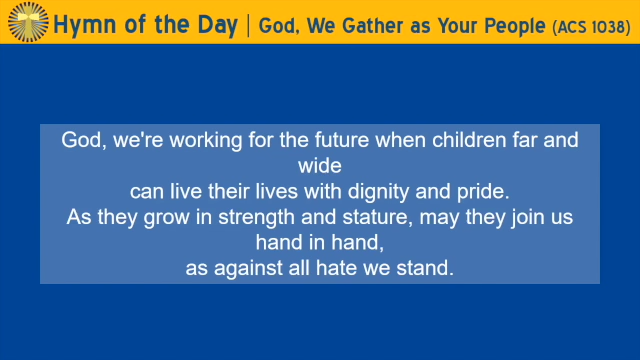 Hymn of the Day | God, We Gather as Your People (ACS 1038)
God, we're working for the future when children far and
wide
can live their lives with dignity and pride.
As they grow in strength and stature, may they join us
hand in hand,
as against all hate we stand.